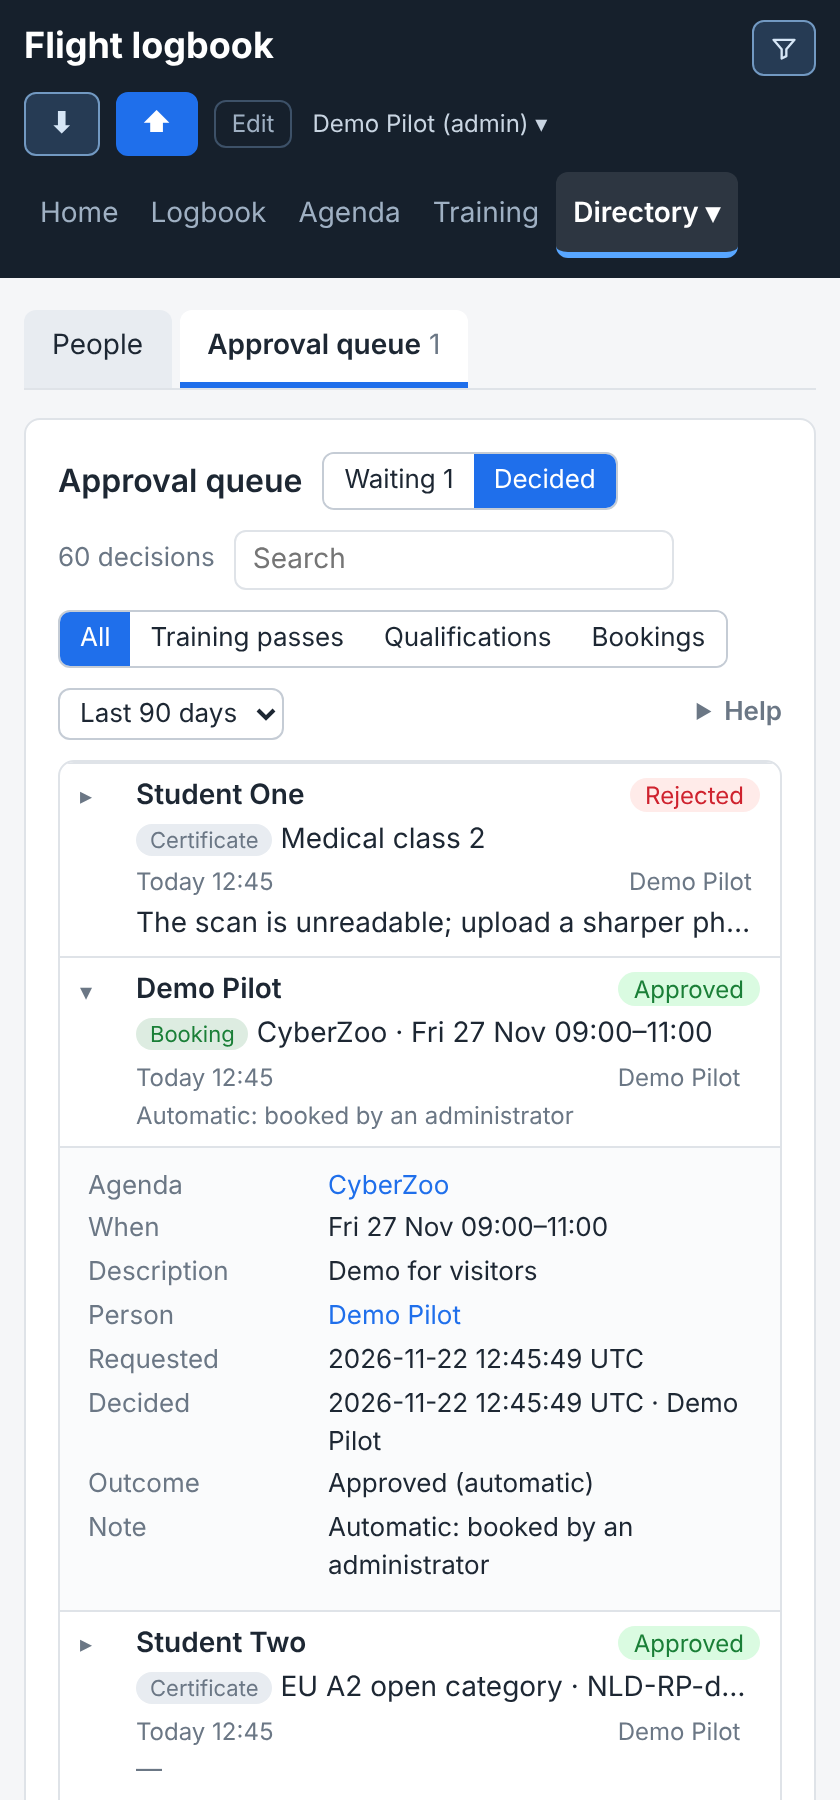 Flight logbook
Edit
Demo Pilot (admin) ▾
Home Logbook Agenda Training Directory ▾
People Approval queue 1
Approval queue Waiting 1 Decided
60 decisions Search
All Training passes Qualifications Bookings
Last 90 days ▶ Help
▸ Student One Rejected
Certificate Medical class 2
Today 12:45 Demo Pilot
The scan is unreadable; upload a sharper ph...
▾ Demo Pilot Approved
Booking CyberZoo · Fri 27 Nov 09:00–11:00
Today 12:45 Demo Pilot
Automatic: booked by an administrator
Agenda CyberZoo
When Fri 27 Nov 09:00–11:00
Description Demo for visitors
Person Demo Pilot
Requested 2026-11-22 12:45:49 UTC
Decided 2026-11-22 12:45:49 UTC · Demo
Pilot
Outcome Approved (automatic)
Note Automatic: booked by an
administrator
▸ Student Two Approved
Certificate EU A2 open category · NLD-RP-d...
Today 12:45 Demo Pilot
—